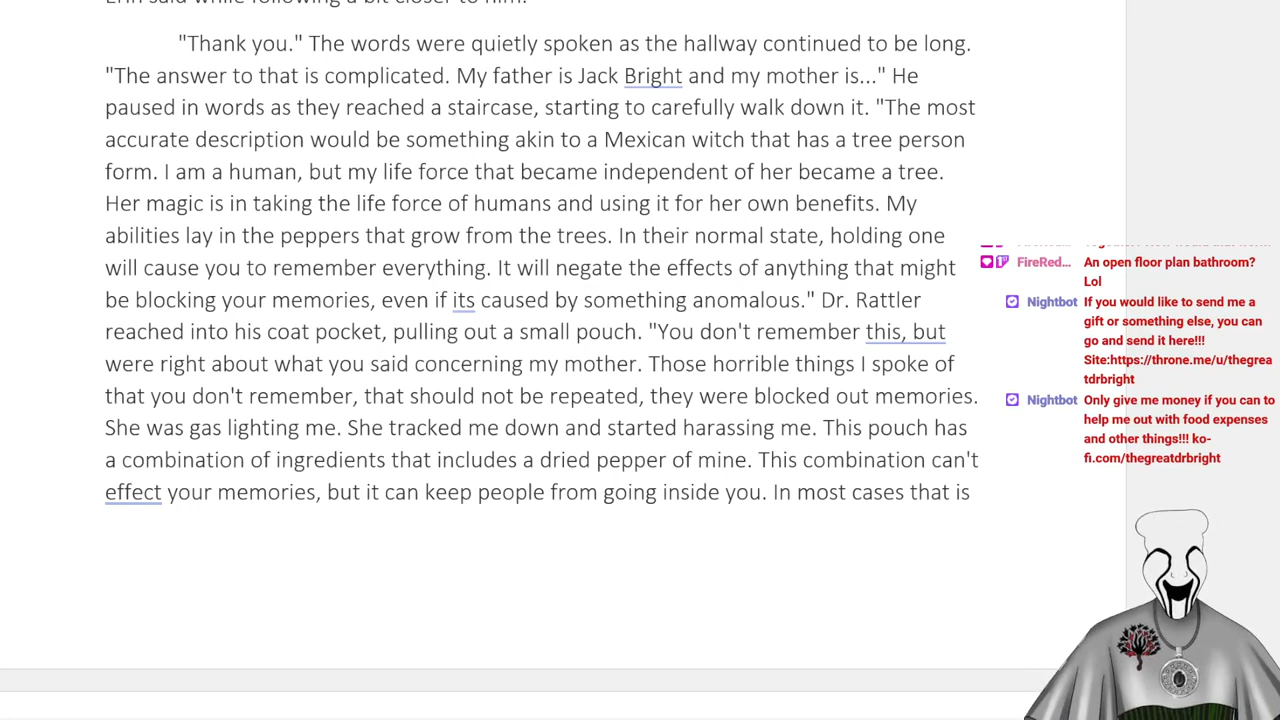 "Thank you." The words were quietly spoken as the hallway continued to be long.
"The answer to that is complicated. My father is Jack Bright and my mother is..." He
paused in words as they reached a staircase, starting to carefully walk down it. "The most
accurate description would be something akin to a Mexican witch that has a tree person
form. I am a human, but my life force that became independent of her became a tree.
Her magic is in taking the life force of humans and using it for her own benefits. My
abilities lay in the peppers that grow from the trees. In their normal state, holding one
will cause you to remember everything. It will negate the effects of anything that might
be blocking your memories, even if its caused by something anomalous." Dr. Rattler
reached into his coat pocket, pulling out a small pouch. "You don't remember this, but
were right about what you said concerning my mother. Those horrible things I spoke of
that you don't remember, that should not be repeated, they were blocked out memories.
She was gas lighting me. She tracked me down and started harassing me. This pouch has
a combination of ingredients that includes a dried pepper of mine. This combination can't
effect your memories, but it can keep people from going inside you. In most cases that is
FireRed... An open floor plan bathroom?
Lol
Nightbot If you would like to send me a
gift or something else, you can
go and send it here!!!
Site:https://throne.me/u/thegrea
tdrbright
Nightbot Only give me money if you can to
help me out with food expenses
and other things!!! ko-
fi.com/thegreatdrbright